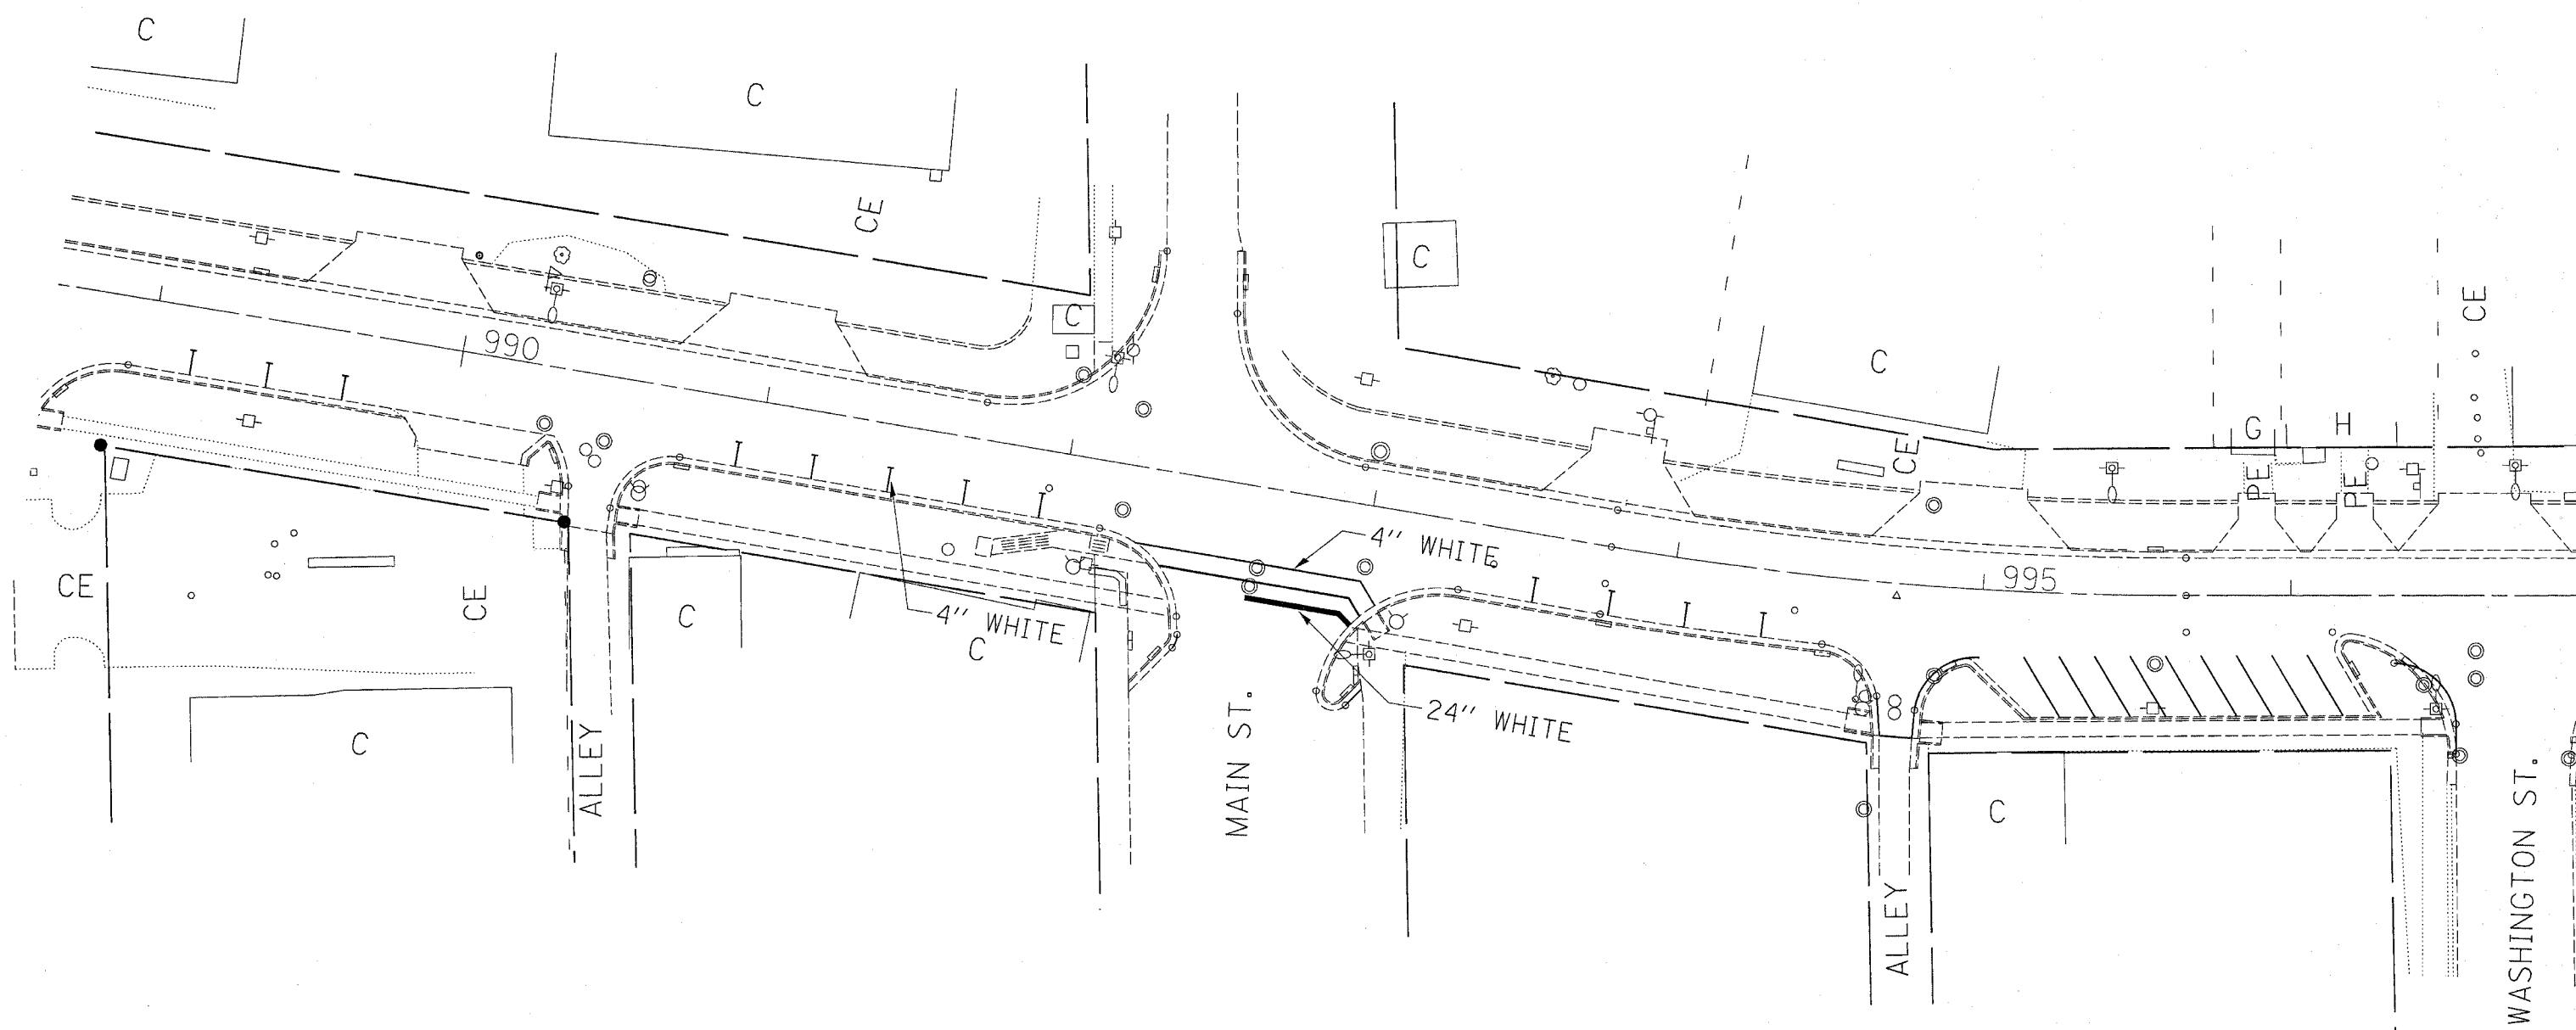 C
C
CE
C
C
C
CE
990
CE
G
H
PE
PE
4" WHITE
995
CE
CE
C
4" WHITE
C
24" WHITE
C
ALLEY
MAIN ST.
C
ALLEY
WASHINGTON ST.